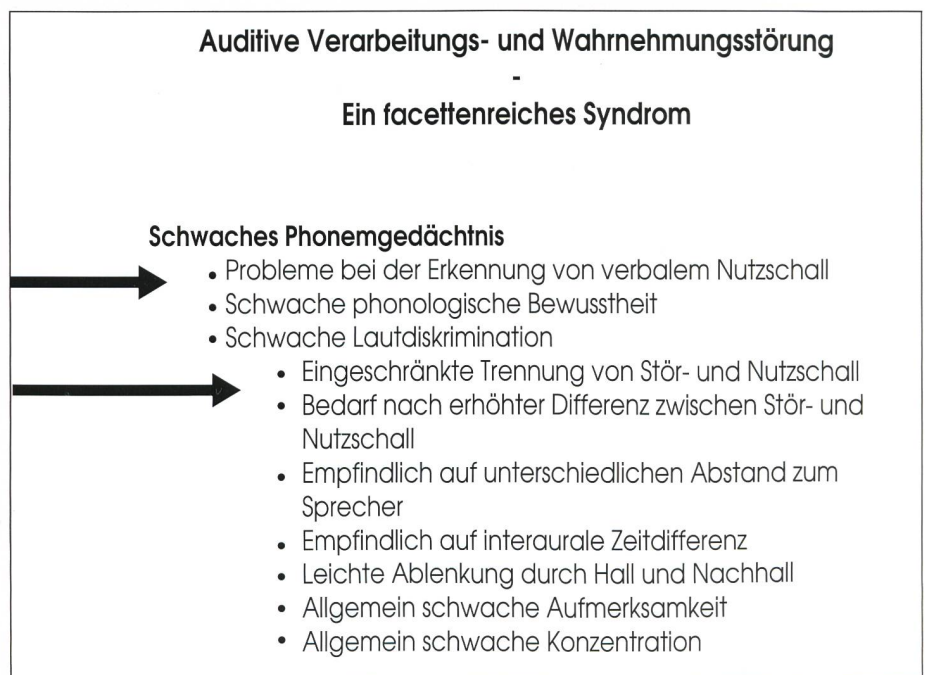 Auditive Verarbeitungs- und Wahrnehmungsstörung
-
Ein facettenreiches Syndrom
Schwaches Phonemgedächtnis
• Probleme bei der Erkennung von verbalem Nutzschall
• Schwache phonologische Bewusstheit
• Schwache Lautdiskrimination
• Eingeschränkte Trennung von Stör- und Nutzschall
• Bedarf nach erhöhter Differenz zwischen Stör- und
Nutzschall
• Empfindlich auf unterschiedlichen Abstand zum
Sprecher
• Empfindlich auf interaurale Zeitdifferenz
• Leichte Ablenkung durch Hall und Nachhall
• Allgemein schwache Aufmerksamkeit
• Allgemein schwache Konzentration